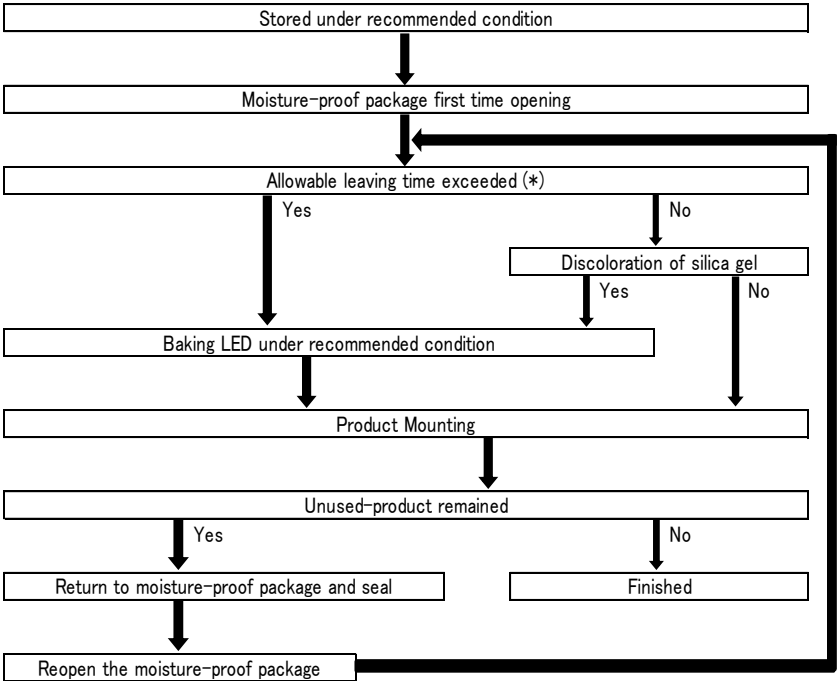 Stored under recommended condition
Moisture-proof package first time opening
Allowable leaving time exceeded (*)
Yes
No
Discoloration of silica gel
Yes
No
Baking LED under recommended condition
Product Mounting
Unused-product remained
Yes
No
Return to moisture-proof package and seal
Finished
Reopen the moisture-proof package